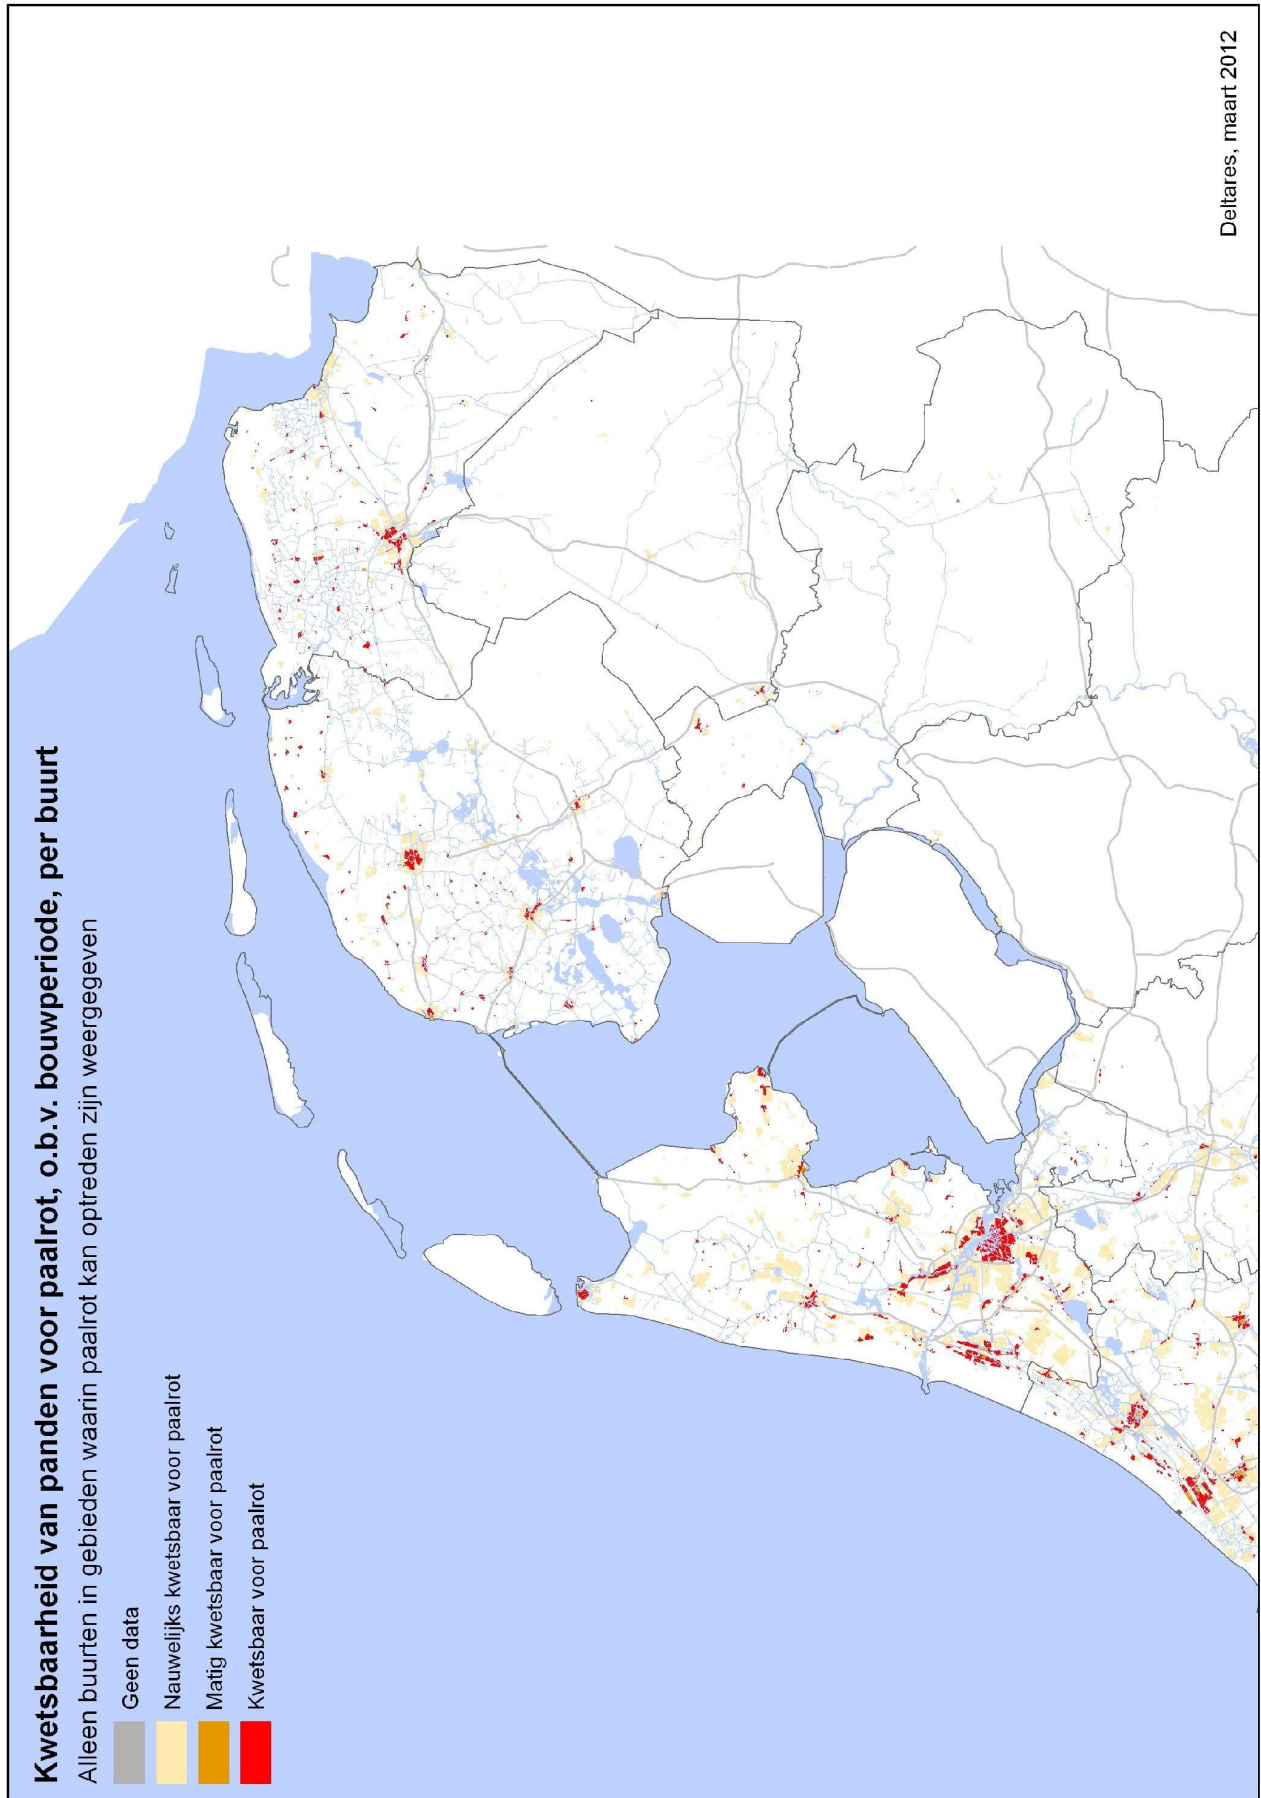 Kwetsbaarheid van panden voor paalrot, o.b.v. bouwperiode, per buurt
Alleen buurten in gebieden waarin paalrot kan optreden zijn weergegeven
Geen data
Nauwelijks kwetsbaar voor paalrot
Matig kwetsbaar voor paalrot
Kwetsbaar voor paalrot
Deltares, maart 2012